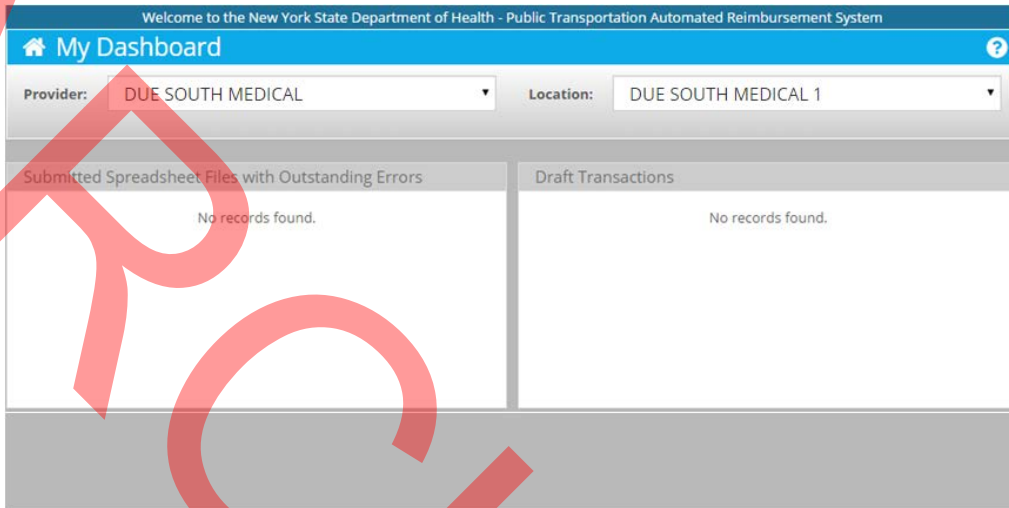 Welcome to the New York State Department of Health - Public Transportation Automated Reimbursement System
My Dashboard
?
Provider: DUE SOUTH MEDICAL Location: DUE SOUTH MEDICAL 1
Submitted Spreadsheet Files with Outstanding Errors Draft Transactions
No records found. No records found.
R
C